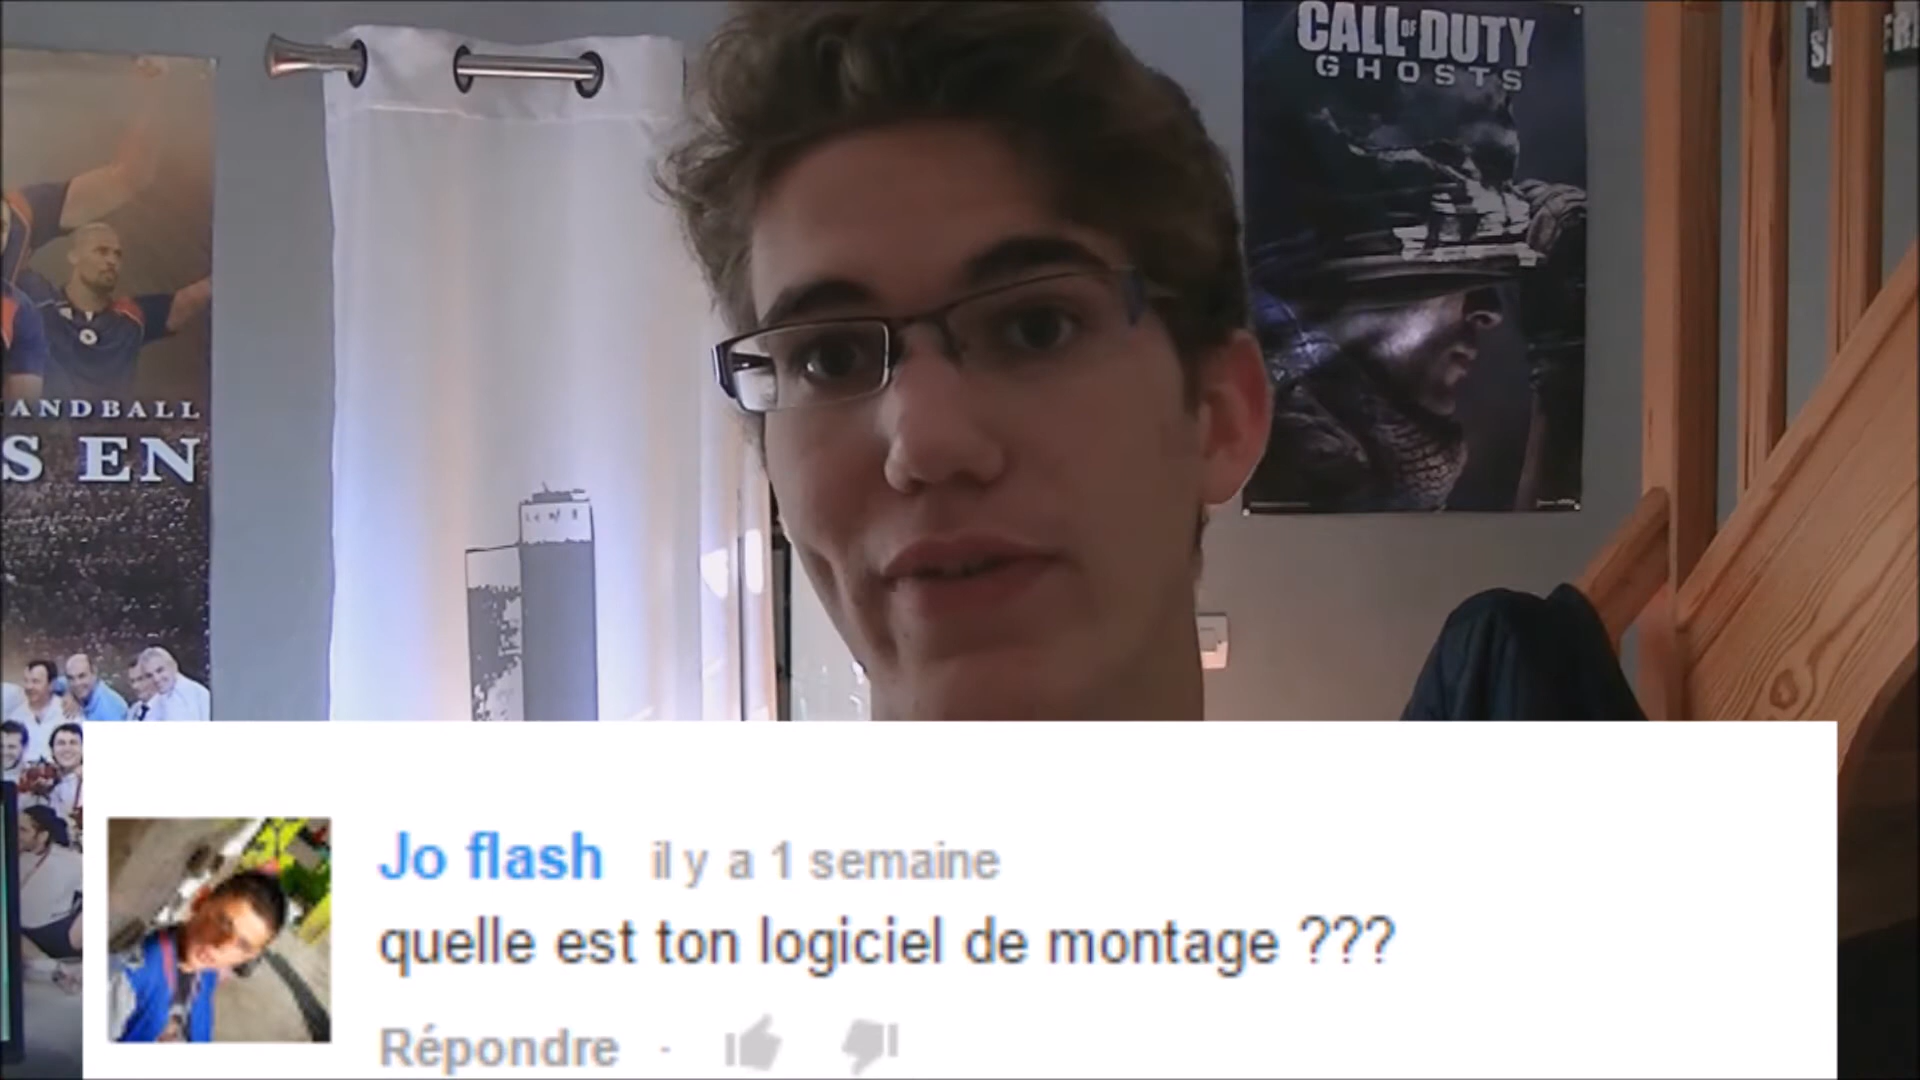 CALL OF DUTY
GHOSTS
ANDBALL
S EN
Jo flash il y a 1 semaine
quelle est ton logiciel de montage ???
Répondre